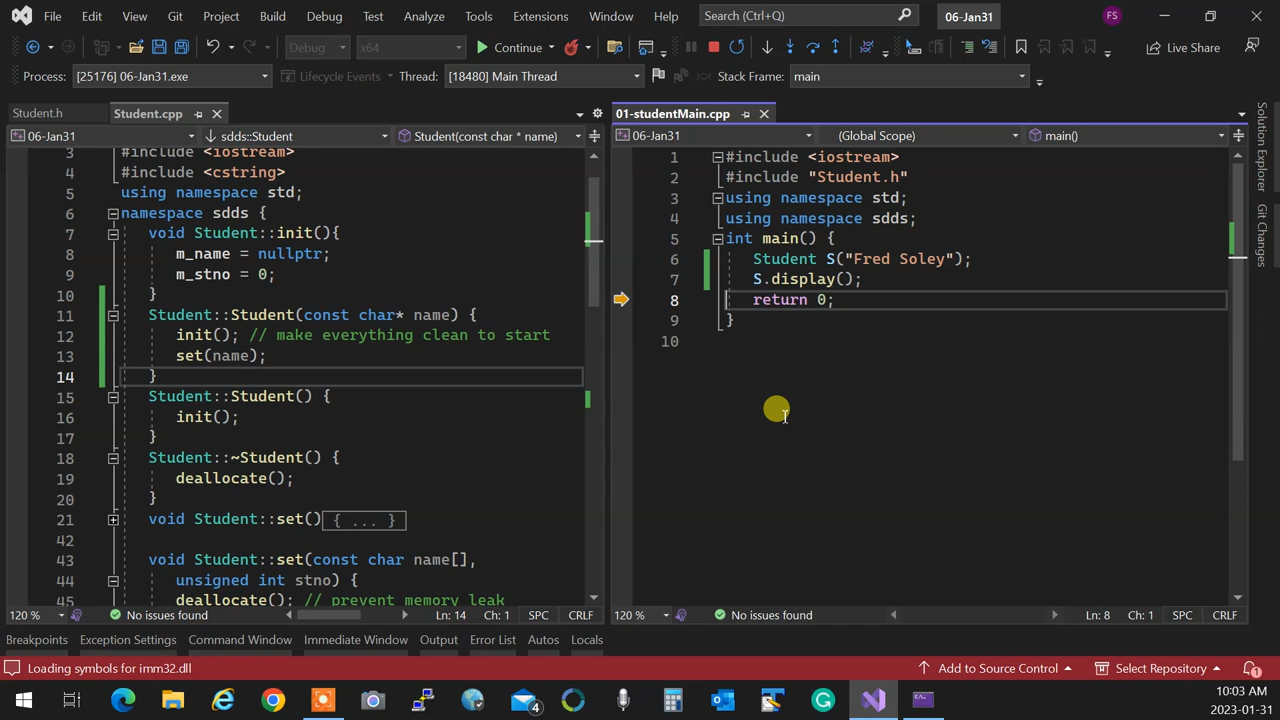 File Edit View Git Project Build Debug Test Analyze Tools Extensions Window Help Search (Ctrl+Q) 06-Jan31 FS
Debug x64 Continue Live Share
Process: [25176] 06-Jan31.exe Lifecycle Events Thread: [18480] Main Thread Stack Frame: main
Student.h Student.cpp
06-Jan31 sdds::Student Student(const char * name)
3 #include <iostream>
4 #include <cstring>
5 using namespace std;
6 namespace sdds {
7 void Student::init(){
8 m_name = nullptr;
9 m_stno = 0;
10 }
11 Student::Student(const char* name) {
12 init(); // make everything clean to start
13 set(name);
14 }
15 Student::Student() {
16 init();
17 }
18 Student::~Student() {
19 deallocate();
20 }
21 void Student::set(){ ... }
42
43 void Student::set(const char name[],
44 unsigned int stno) {
45 deallocate(); // prevent memory leak
120 % No issues found Ln: 14 Ch: 1 SPC CRLF
01-studentMain.cpp
06-Jan31 (Global Scope) main()
1 #include <iostream>
2 #include "Student.h"
3 using namespace std;
4 using namespace sdds;
5 int main() {
6 Student S("Fred Soley");
7 S.display();
8 return 0;
9 }
10
120 % No issues found Ln: 8 Ch: 1 SPC CRLF
Solution Explorer
Git Changes
Breakpoints Exception Settings Command Window Immediate Window Output Error List Autos Locals
Loading symbols for imm32.dll Add to Source Control Select Repository 1
4
10:03 AM
2023-01-31